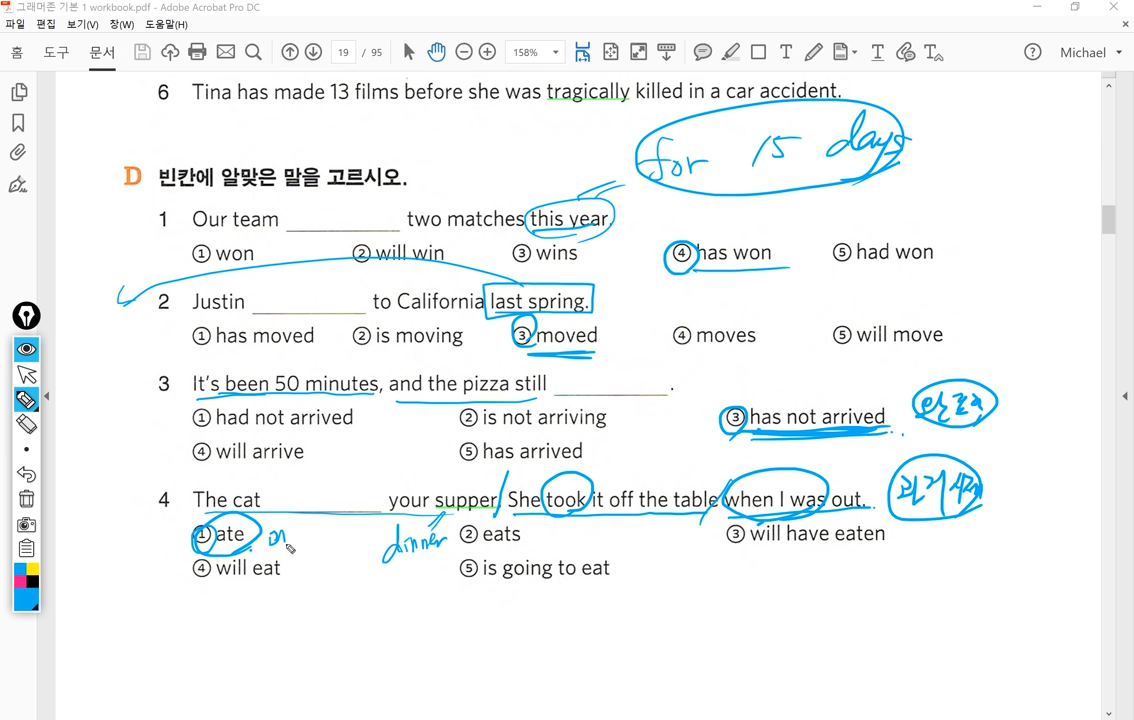 그래머존 기본 1 workbook.pdf - Adobe Acrobat Pro DC
파일 편집 보기(V) 창(W) 도움말(H)
홈 도구 문서 19 / 95 158% Michael
6 Tina has made 13 films before she was tragically killed in a car accident.
for 15 days
D 빈칸에 알맞은 말을 고르시오.
1 Our team ____________ two matches this year.
① won ② will win ③ wins ④ has won ⑤ had won
2 Justin ____________ to California last spring.
① has moved ② is moving ③ moved ④ moves ⑤ will move
3 It's been 50 minutes, and the pizza still ____________ .
① had not arrived ② is not arriving ③ has not arrived
④ will arrive ⑤ has arrived
4 The cat ____________ your supper. She took it off the table when I was out.
과거시제
① ate ② eats ③ will have eaten
dinner
④ will eat ⑤ is going to eat